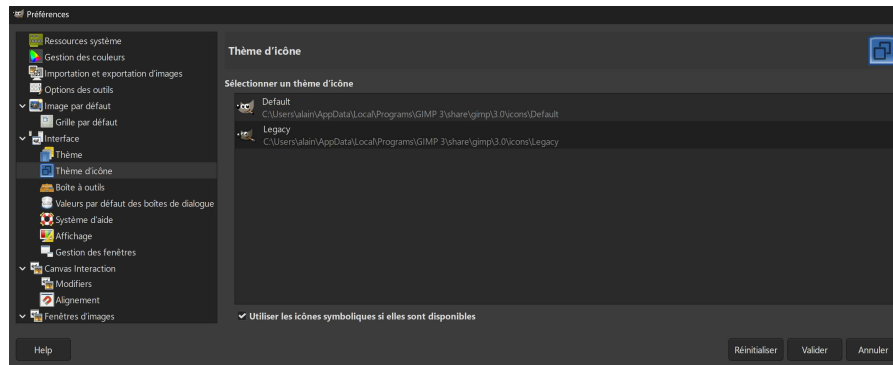 Préférences
Ressources système
Gestion des couleurs
Importation et exportation d'images
Options des outils
Image par défaut
Grille par défaut
Interface
Thème
Thème d'icône
Boîte à outils
Valeurs par défaut des boîtes de dialogue
Système d'aide
Affichage
Gestion des fenêtres
Canvas Interaction
Modifiers
Alignement
Fenêtres d'images
Help
Thème d'icône
Sélectionner un thème d'icône
Default
C:\Users\alain\AppData\Local\Programs\GIMP 3\share\gimp\3.0\icons\Default
Legacy
C:\Users\alain\AppData\Local\Programs\GIMP 3\share\gimp\3.0\icons\Legacy
Utiliser les icônes symboliques si elles sont disponibles
Réinitialiser
Valider
Annuler